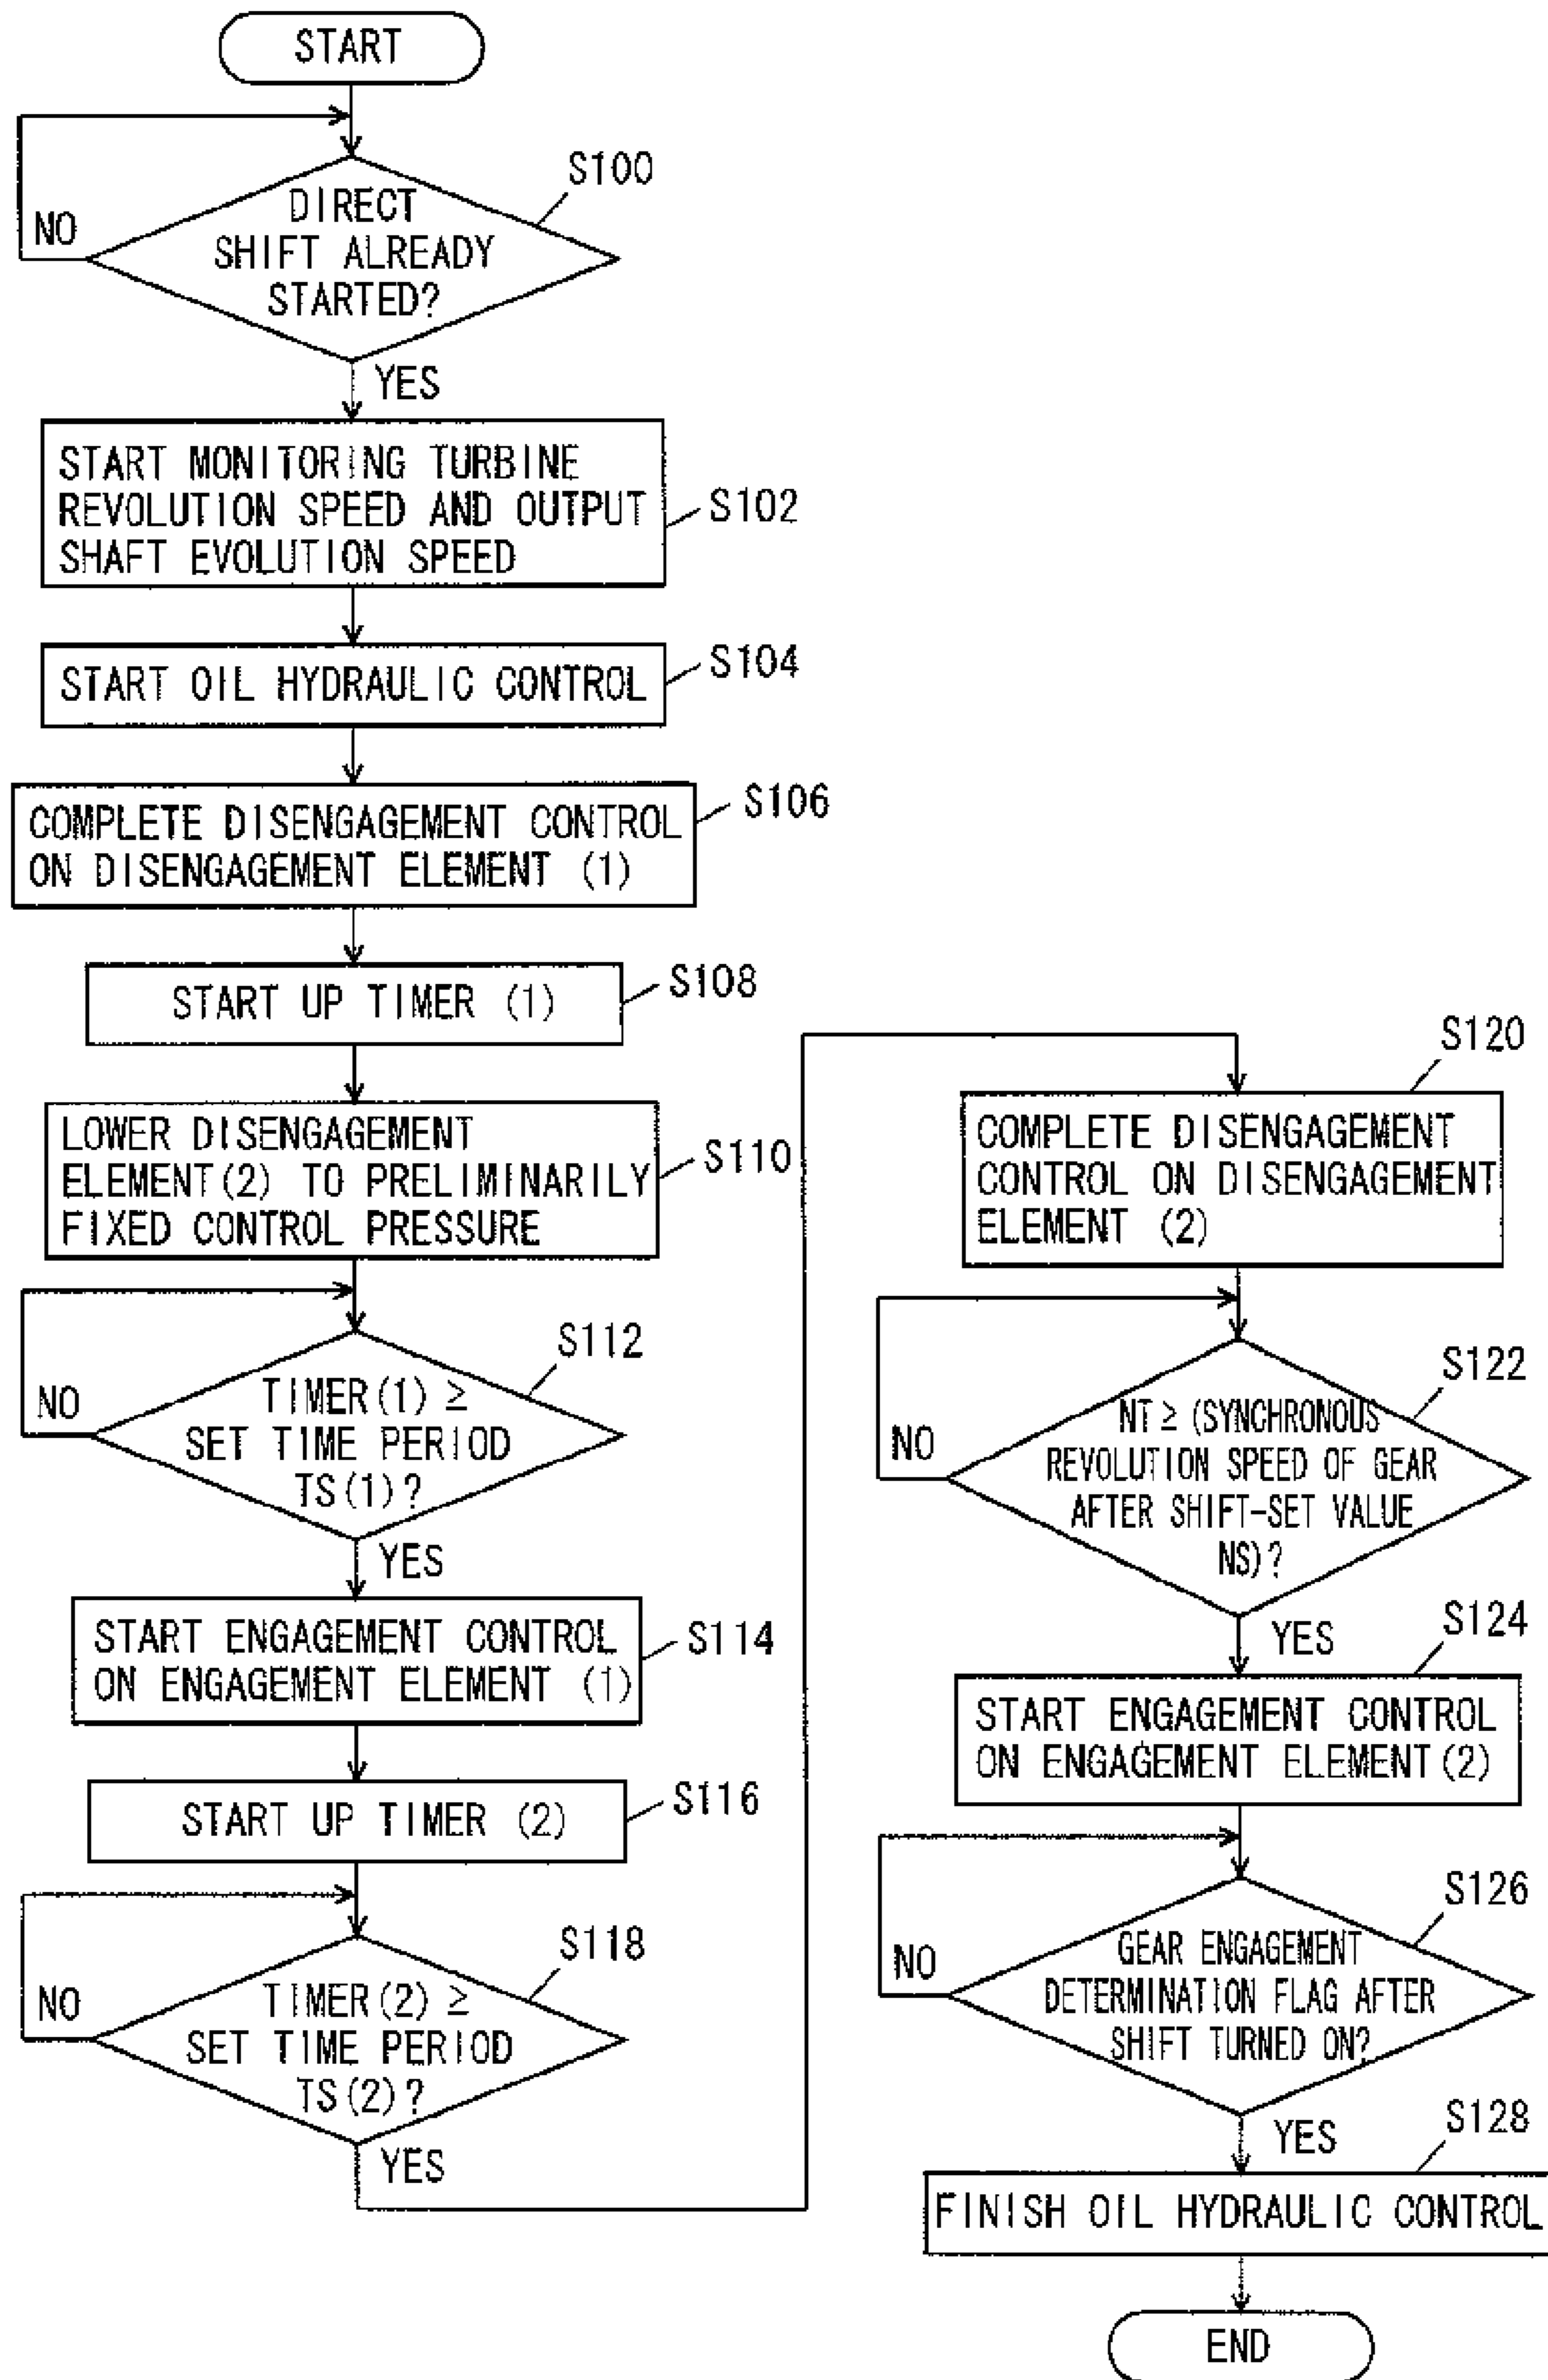 START
S100
DIRECT
SHIFT ALREADY
STARTED?
NO
YES
START MONITORING TURBINE
REVOLUTION SPEED AND OUTPUT
SHAFT EVOLUTION SPEED
S102
START OIL HYDRAULIC CONTROL
S104
COMPLETE DISENGAGEMENT CONTROL
ON DISENGAGEMENT ELEMENT (1)
S106
START UP TIMER (1)
S108
LOWER DISENGAGEMENT
ELEMENT(2) TO PRELIMINARILY
FIXED CONTROL PRESSURE
S110
S112
TIMER(1) ≥
SET TIME PERIOD
TS(1)?
NO
YES
START ENGAGEMENT CONTROL
ON ENGAGEMENT ELEMENT (1)
S114
START UP TIMER (2)
S116
S118
TIMER(2) ≥
SET TIME PERIOD
TS(2)?
NO
YES
S120
COMPLETE DISENGAGEMENT
CONTROL ON DISENGAGEMENT
ELEMENT (2)
S122
NT ≥ (SYNCHRONOUS
REVOLUTION SPEED OF GEAR
AFTER SHIFT-SET VALUE
NS)?
NO
YES
S124
START ENGAGEMENT CONTROL
ON ENGAGEMENT ELEMENT(2)
S126
GEAR ENGAGEMENT
DETERMINATION FLAG AFTER
SHIFT TURNED ON?
NO
YES
S128
FINISH OIL HYDRAULIC CONTROL
END